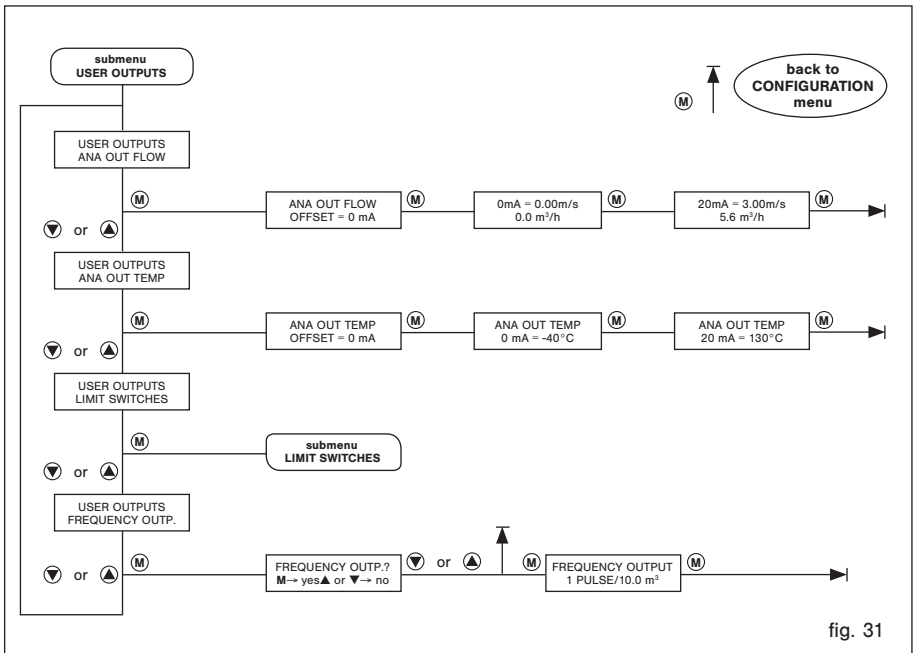 submenu
USER OUTPUTS
back to
CONFIGURATION
menu
M
USER OUTPUTS
ANA OUT FLOW
M
ANA OUT FLOW
OFFSET = 0 mA
M
0mA = 0.00m/s
0.0 m³/h
M
20mA = 3.00m/s
5.6 m³/h
M
▼ or ▲
USER OUTPUTS
ANA OUT TEMP
M
ANA OUT TEMP
OFFSET = 0 mA
M
ANA OUT TEMP
0 mA = -40°C
M
ANA OUT TEMP
20 mA = 130°C
M
▼ or ▲
USER OUTPUTS
LIMIT SWITCHES
M
submenu
LIMIT SWITCHES
▼ or ▲
USER OUTPUTS
FREQUENCY OUTP.
▼ or ▲
M
FREQUENCY OUTP.?
M→ yes▲ or ▼→ no
▼ or ▲
M
FREQUENCY OUTPUT
1 PULSE/10.0 m³
M
fig. 31